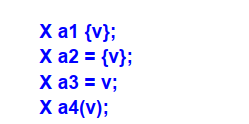 X a1 {v};
X a2 = {v};
X a3 = v;
X a4(v);